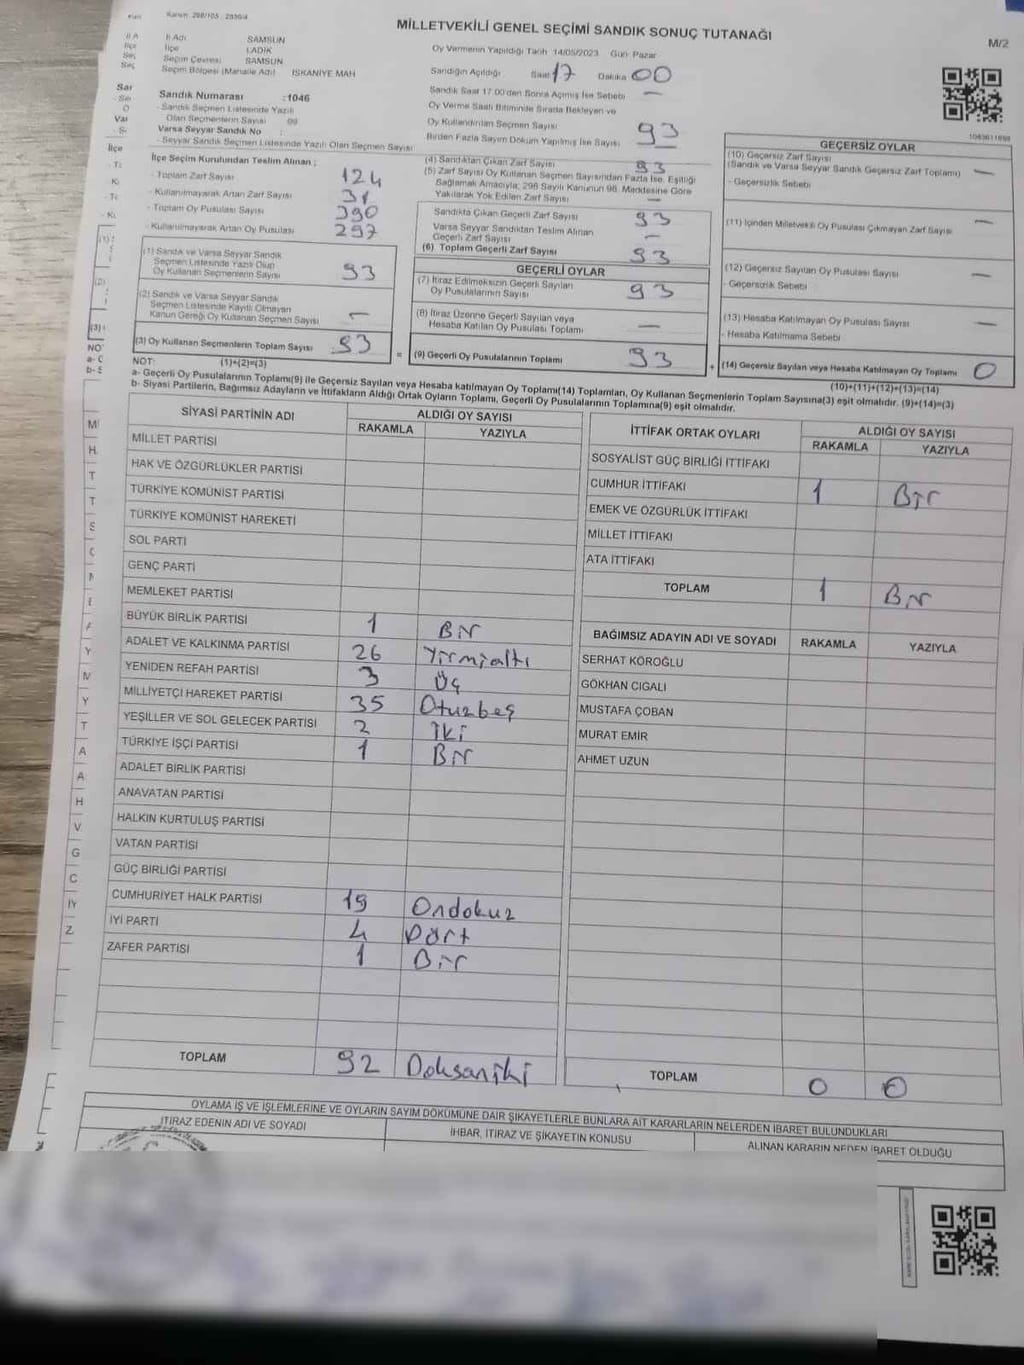 Kanun 298/105 2839/4
MİLLETVEKİLİ GENEL SEÇİMİ SANDIK SONUÇ TUTANAĞI
M/2
İl Adı SAMSUN
İlçe LADİK
Seçim Çevresi SAMSUN
Seçim Bölgesi (Mahalle Adı) ISKANİYE MAH
Sandık Numarası :1046
- Sandık Seçmen Listesinde Yazılı
Olan Seçmenlerin Sayısı
Varsa Seyyar Sandık No :
- Seyyar Sandık Seçmen Listesinde Yazılı Olan Seçmen Sayısı
İlçe Seçim Kurulundan Teslim Alınan ;
- Toplam Zarf Sayısı 124
- Kullanılmayarak Artan Zarf Sayısı 31
- Toplam Oy Pusulası Sayısı 390
- Kullanılmayarak Artan Oy Pusulası 297
(1) Sandık ve Varsa Seyyar Sandık
Seçmen Listesinde Yazılı Olup
Oy Kullanan Seçmenlerin Sayısı 93
(2) Sandık ve Varsa Seyyar Sandık
Seçmen Listesinde Kayıtlı Olmayan
Kanun Gereği Oy Kullanan Seçmen Sayısı –
(3) Oy Kullanan Seçmenlerin Toplam Sayısı 93
Oy Vermenin Yapıldığı Tarih 14/05/2023 Gün Pazar
Sandığın Açıldığı Saat 17 Dakika 00
Sandık Saat 17:00'den Sonra Açılmış İse Sebebi –
Oy Verme Saati Bitiminde Sırada Bekleyen ve
Oy Kullandırılan Seçmen Sayısı 93
Birden Fazla Sayım Döküm Yapılmış İse Sayısı –
(4) Sandıktan Çıkan Zarf Sayısı 93
(5) Zarf Sayısı Oy Kullanan Seçmen Sayısından Fazla İse, Eşitliği
Sağlamak Amacıyla; 298 Sayılı Kanunun 98. Maddesine Göre
Yakılarak Yok Edilen Zarf Sayısı –
Sandıkta Çıkan Geçerli Zarf Sayısı 93
Varsa Seyyar Sandıktan Teslim Alınan
Geçerli Zarf Sayısı –
(6) Toplam Geçerli Zarf Sayısı 93
GEÇERLİ OYLAR
(7) İtiraz Edilmeksizin Geçerli Sayılan
Oy Pusulalarının Sayısı 93
(8) İtiraz Üzerine Geçerli Sayılan veya
Hesaba Katılan Oy Pusulası Toplamı –
= (9) Geçerli Oy Pusulalarının Toplamı 93
GEÇERSİZ OYLAR
(10) Geçersiz Zarf Sayısı
(Sandık ve Varsa Seyyar Sandık Geçersiz Zarf Toplamı) –
- Geçersizlik Sebebi
(11) İçinden Milletvekili Oy Pusulası Çıkmayan Zarf Sayısı –
(12) Geçersiz Sayılan Oy Pusulası Sayısı –
- Geçersizlik Sebebi
(13) Hesaba Katılmayan Oy Pusulası Sayısı –
- Hesaba Katılmama Sebebi
+ (14) Geçersiz Sayılan veya Hesaba Katılmayan Oy Toplamı 0
NOT: (1)+(2)=(3)
(10)+(11)+(12)+(13)=(14)
a- Geçerli Oy Pusulalarının Toplamı(9) ile Geçersiz Sayılan veya Hesaba katılmayan Oy Toplamı(14) Toplamları, Oy Kullanan Seçmenlerin Toplam Sayısına(3) eşit olmalıdır. (9)+(14)=(3)
b- Siyasi Partilerin, Bağımsız Adayların ve İttifakların Aldığı Ortak Oyların Toplamı, Geçerli Oy Pusulalarının Toplamına(9) eşit olmalıdır.
SİYASİ PARTİNİN ADI ALDIĞI OY SAYISI
RAKAMLA YAZIYLA
MİLLET PARTİSİ
HAK VE ÖZGÜRLÜKLER PARTİSİ
TÜRKİYE KOMÜNİST PARTİSİ
TÜRKİYE KOMÜNİST HAREKETİ
SOL PARTİ
GENÇ PARTİ
MEMLEKET PARTİSİ
BÜYÜK BİRLİK PARTİSİ 1 Bir
ADALET VE KALKINMA PARTİSİ 26 Yirmialtı
YENİDEN REFAH PARTİSİ 3 Üç
MİLLİYETÇİ HAREKET PARTİSİ 35 Otuzbeş
YEŞİLLER VE SOL GELECEK PARTİSİ 2 İki
TÜRKİYE İŞÇİ PARTİSİ 1 Bir
ADALET BİRLİK PARTİSİ
ANAVATAN PARTİSİ
HALKIN KURTULUŞ PARTİSİ
VATAN PARTİSİ
GÜÇ BİRLİĞİ PARTİSİ
CUMHURİYET HALK PARTİSİ 19 Ondokuz
İYİ PARTİ 4 Dört
ZAFER PARTİSİ 1 Bir
TOPLAM 92 Doksaniki
İTTİFAK ORTAK OYLARI ALDIĞI OY SAYISI
RAKAMLA YAZIYLA
SOSYALİST GÜÇ BİRLİĞİ İTTİFAKI
CUMHUR İTTİFAKI 1 Bir
EMEK VE ÖZGÜRLÜK İTTİFAKI
MİLLET İTTİFAKI
ATA İTTİFAKI
TOPLAM 1 Bir
BAĞIMSIZ ADAYIN ADI VE SOYADI RAKAMLA YAZIYLA
SERHAT KÖROĞLU
GÖKHAN CIGALI
MUSTAFA ÇOBAN
MURAT EMİR
AHMET UZUN
TOPLAM 0 0
OYLAMA İŞ VE İŞLEMLERİNE VE OYLARIN SAYIM DÖKÜMÜNE DAİR ŞİKAYETLERLE BUNLARA AİT KARARLARIN NELERDEN İBARET BULUNDUKLARI
İTİRAZ EDENİN ADI VE SOYADI
İHBAR, İTİRAZ VE ŞİKAYETİN KONUSU
ALINAN KARARIN NEDEN İBARET OLDUĞU